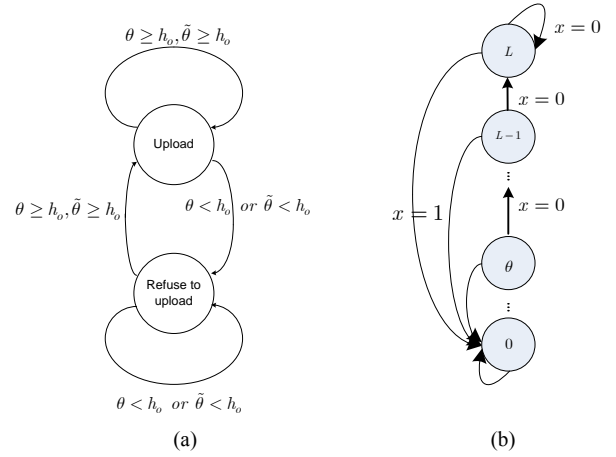 θ ≥ h_o, θ̃ ≥ h_o
Upload
θ ≥ h_o, θ̃ ≥ h_o
θ < h_o or θ̃ < h_o
Refuse to
upload
θ < h_o or θ̃ < h_o
(a)
L
x = 0
x = 0
L−1
...
x = 0
x = 1
θ
...
0
(b)